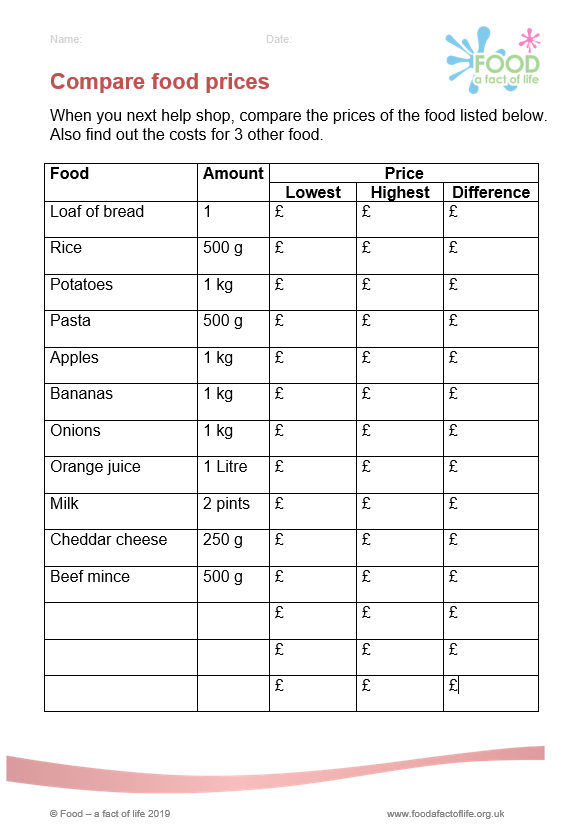 Name:
Date:
FOOD
a fact of life
Compare food prices
When you next help shop, compare the prices of the food listed below.
Also find out the costs for 3 other food.
Food Amount Price
Lowest Highest Difference
Loaf of bread 1 £ £ £
Rice 500 g £ £ £
Potatoes 1 kg £ £ £
Pasta 500 g £ £ £
Apples 1 kg £ £ £
Bananas 1 kg £ £ £
Onions 1 kg £ £ £
Orange juice 1 Litre £ £ £
Milk 2 pints £ £ £
Cheddar cheese 250 g £ £ £
Beef mince 500 g £ £ £
£ £ £
£ £ £
£ £ £
© Food – a fact of life 2019
www.foodafactoflife.org.uk